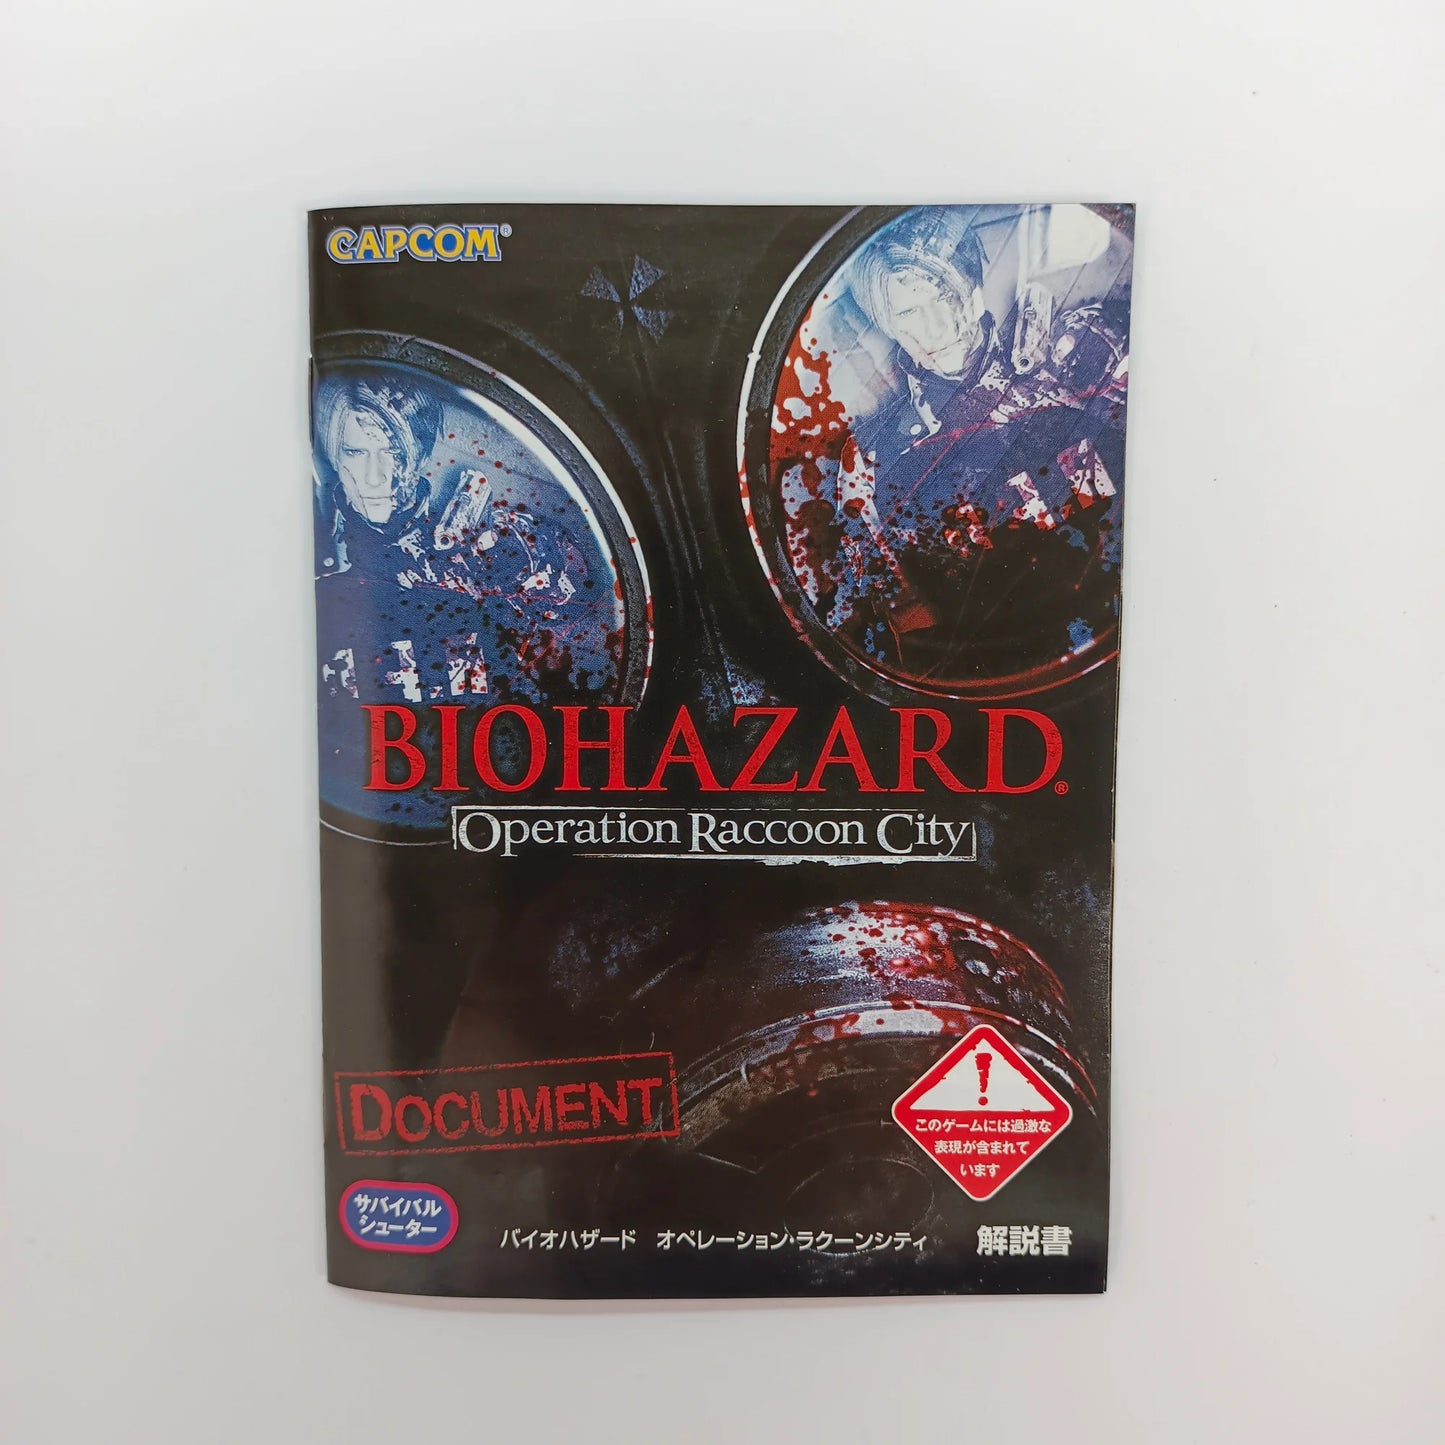 CAPCOM®
BIOHAZARD®
Operation Raccoon City
DOCUMENT
このゲームには過激な
表現が含まれて
います
サバイバル
シューター
バイオハザード オペレーション・ラクーンシティ
解説書